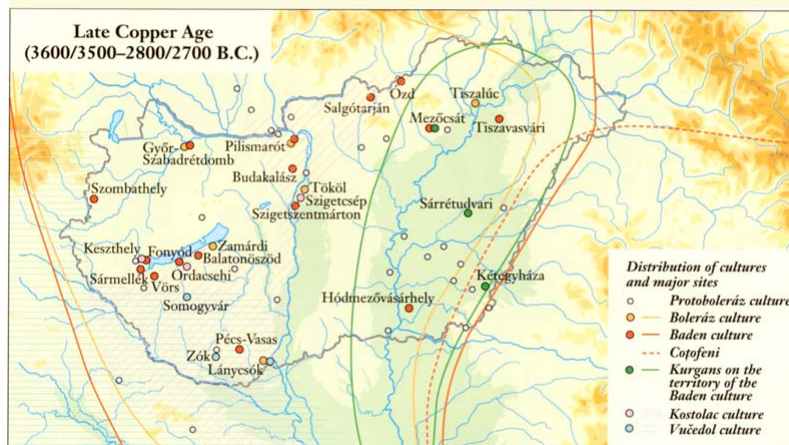 Late Copper Age
(3600/3500–2800/2700 B.C.)
Ózd
Salgótarján
Tiszalúc
Mezőcsát
Tiszavasvári
Győr-
Szabadrétdomb
Pilismarót
Budakalász
Szombathely
Tököl
Szigetcsép
Szigetszentmárton
Sárrétudvari
Keszthely
Fonyód
Zamárdi
Balatonőszöd
Ordacsehi
Sármellék
Vörs
Somogyvár
Kétegyháza
Hódmezővásárhely
Pécs-Vasas
Zók
Lánycsók
Distribution of cultures
and major sites
Protoboleráz culture
Boleráz culture
Baden culture
Coțofeni
Kurgans on the
territory of the
Baden culture
Kostolac culture
Vučedol culture